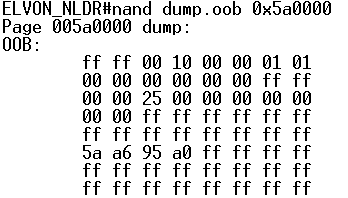 ELVON_NLDR#nand dump.oob 0x5a0000
Page 005a0000 dump:
OOB:
ff ff 00 10 00 00 01 01
00 00 00 00 00 00 ff ff
00 00 25 00 00 00 00 00
00 00 ff ff ff ff ff ff
ff ff ff ff ff ff ff ff
5a a6 95 a0 ff ff ff ff
ff ff ff ff ff ff ff ff
ff ff ff ff ff ff ff ff